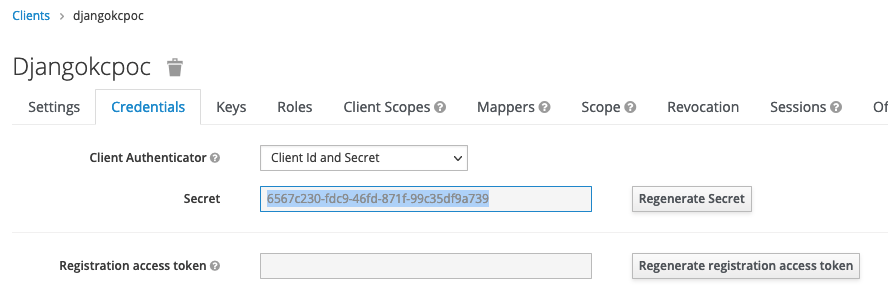 Clients > djangokcpoc
Djangokcpoc
Settings Credentials Keys Roles Client Scopes Mappers Scope Revocation Sessions Of
Client Authenticator Client Id and Secret
Secret 6567c230-fdc9-46fd-871f-99c35df9a739 Regenerate Secret
Registration access token Regenerate registration access token